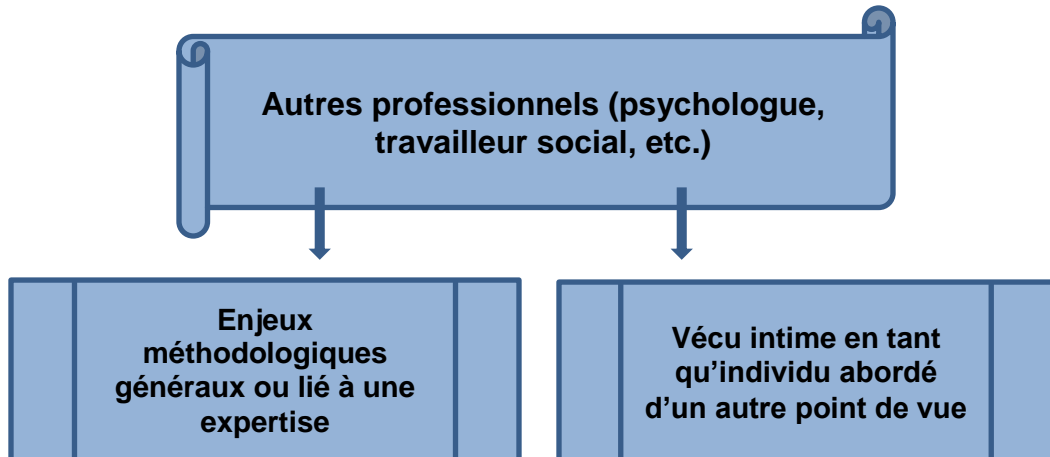 Autres professionnels (psychologue,
travailleur social, etc.)
Enjeux
méthodologiques
généraux ou lié à une
expertise
Vécu intime en tant
qu’individu abordé
d’un autre point de vue